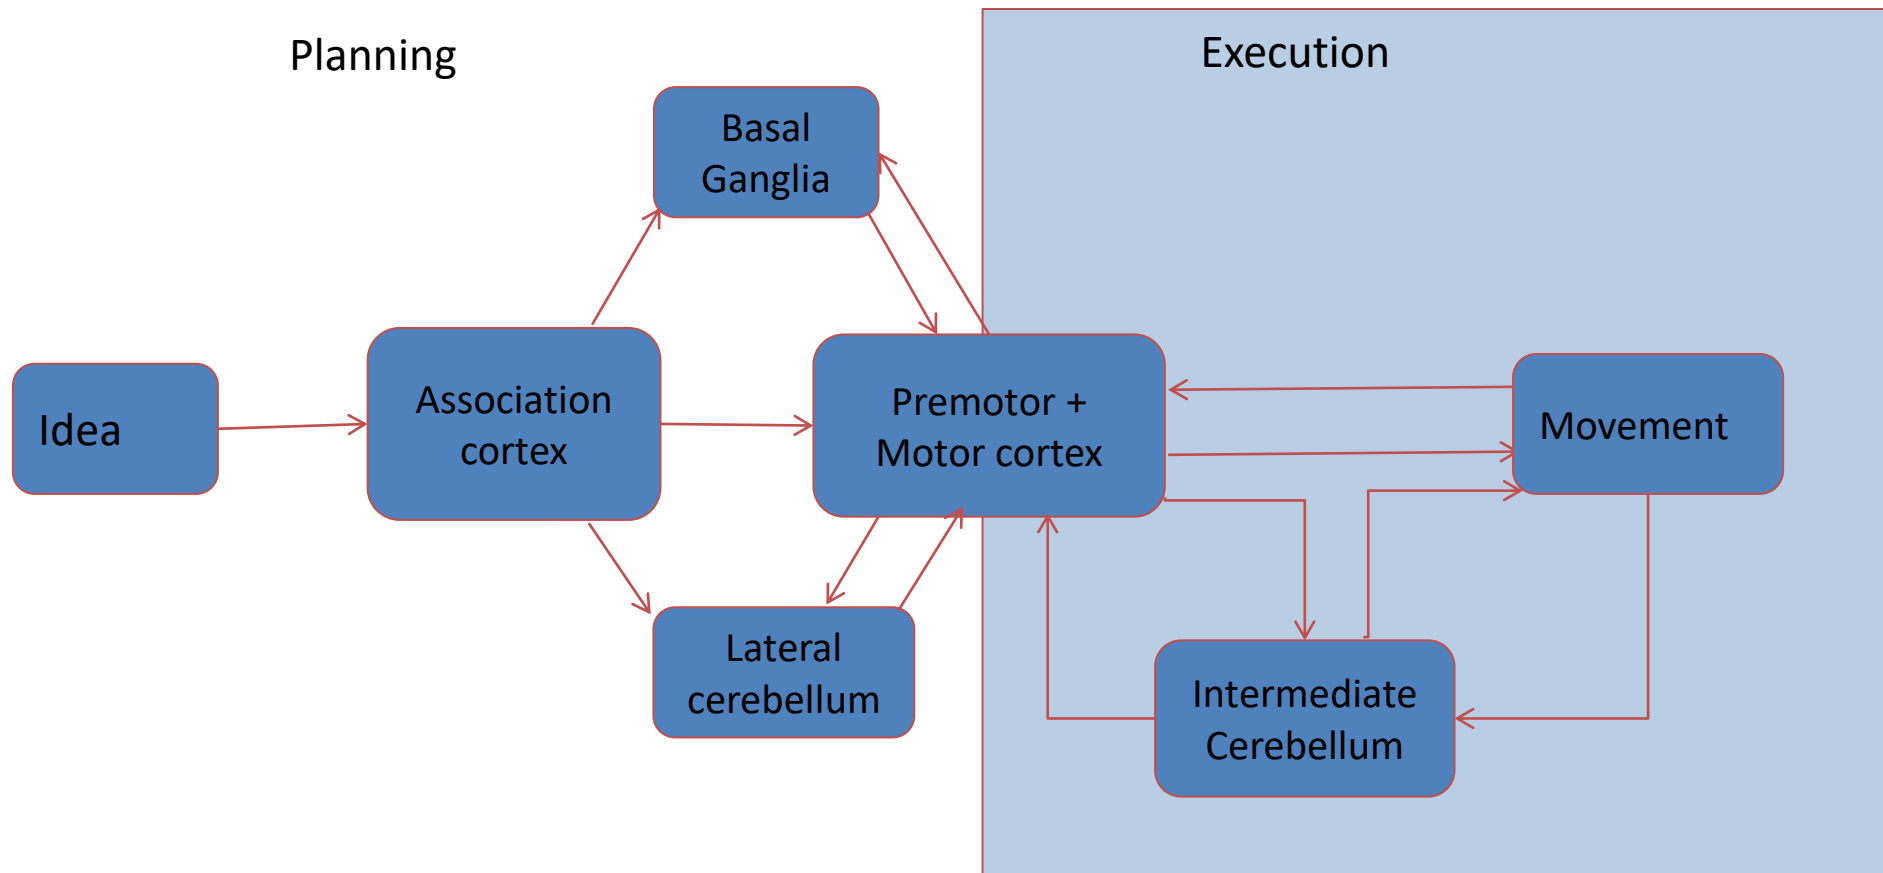 Planning
Execution
Basal
Ganglia
Idea
Association
cortex
Premotor +
Motor cortex
Movement
Lateral
cerebellum
Intermediate
Cerebellum